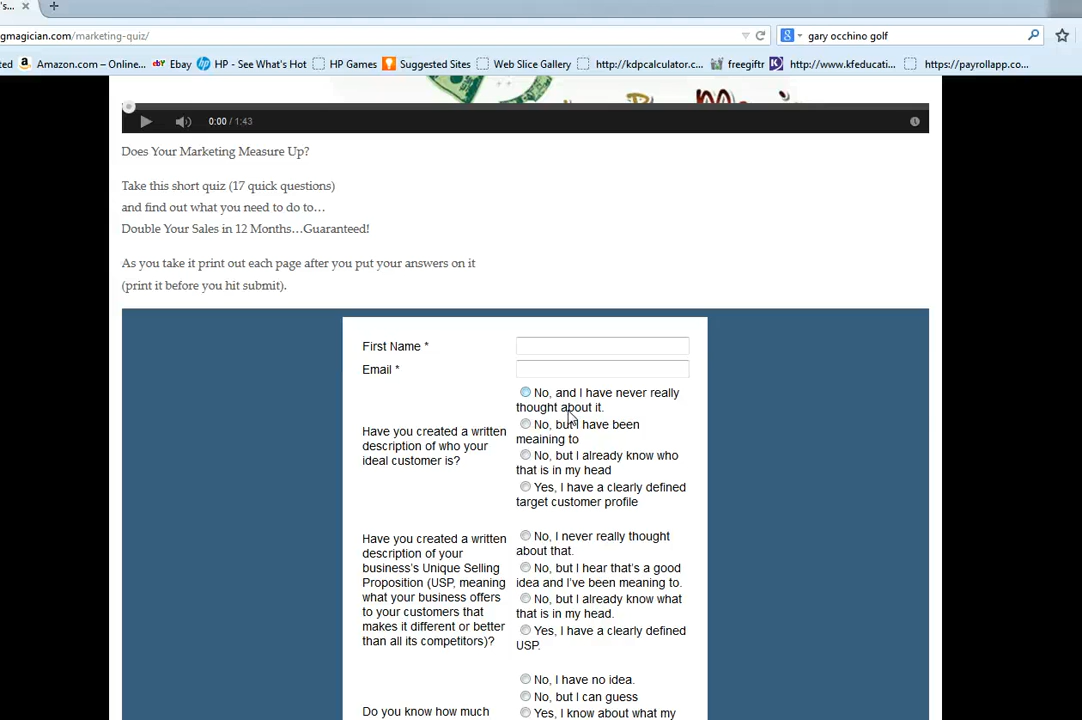 's...
gmagician.com/marketing-quiz/
gary occhino golf
ted Amazon.com – Online... Ebay HP - See What's Hot HP Games Suggested Sites Web Slice Gallery http://kdpcalculator.c... freegiftr http://www.kfeducati... https://payrollapp.co...
0:00 / 1:43
Does Your Marketing Measure Up?
Take this short quiz (17 quick questions)
and find out what you need to do to…
Double Your Sales in 12 Months…Guaranteed!
As you take it print out each page after you put your answers on it
(print it before you hit submit).
First Name *
Email *
Have you created a written
description of who your
ideal customer is?
No, and I have never really
thought about it.
No, but I have been
meaining to
No, but I already know who
that is in my head
Yes, I have a clearly defined
target customer profile
Have you created a written
description of your
business's Unique Selling
Proposition (USP, meaning
what your business offers
to your customers that
makes it different or better
than all its competitors)?
No, I never really thought
about that.
No, but I hear that's a good
idea and I've been meaning to.
No, but I already know what
that is in my head.
Yes, I have a clearly defined
USP.
Do you know how much
No, I have no idea.
No, but I can guess
Yes, I know about what my